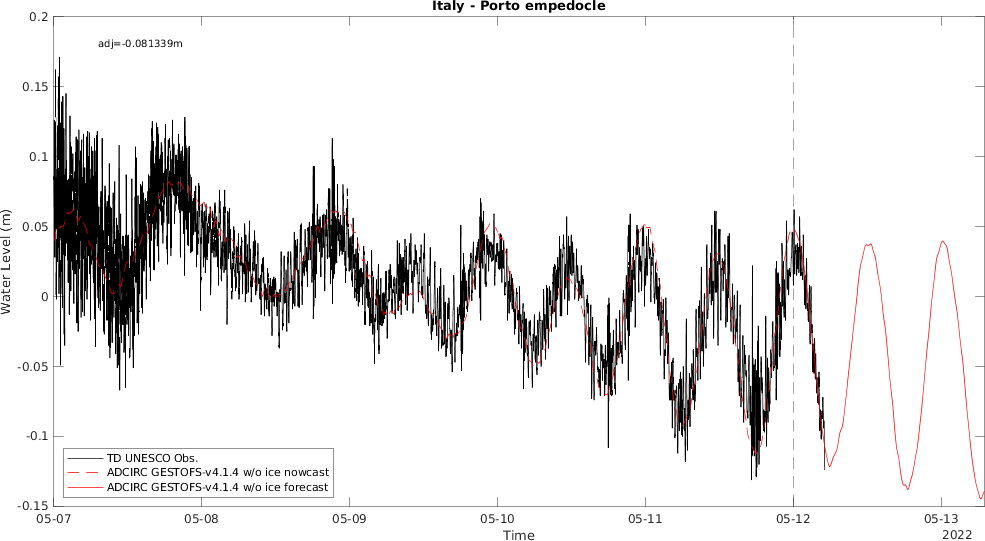 Italy - Porto empedocle
adj=-0.081339m
Water Level (m)
0.2
0.15
0.1
0.05
0
-0.05
-0.1
-0.15
TD UNESCO Obs.
ADCIRC GESTOFS-v4.1.4 w/o ice nowcast
ADCIRC GESTOFS-v4.1.4 w/o ice forecast
05-07 05-08 05-09 05-10 05-11 05-12 05-13
Time
2022